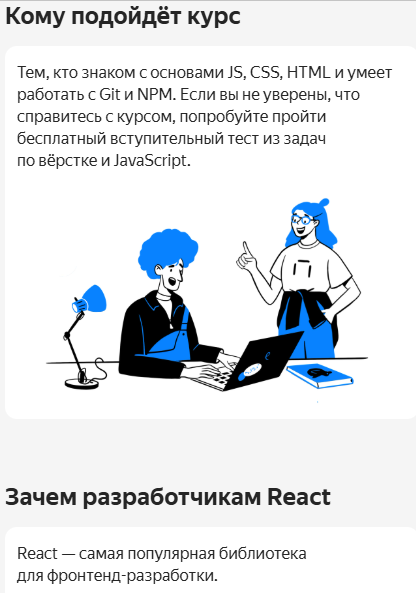 Кому подойдёт курс
Тем, кто знаком с основами JS, CSS, HTML и умеет
работать с Git и NPM. Если вы не уверены, что
справитесь с курсом, попробуйте пройти
бесплатный вступительный тест из задач
по вёрстке и JavaScript.
Зачем разработчикам React
React — самая популярная библиотека
для фронтенд-разработки.